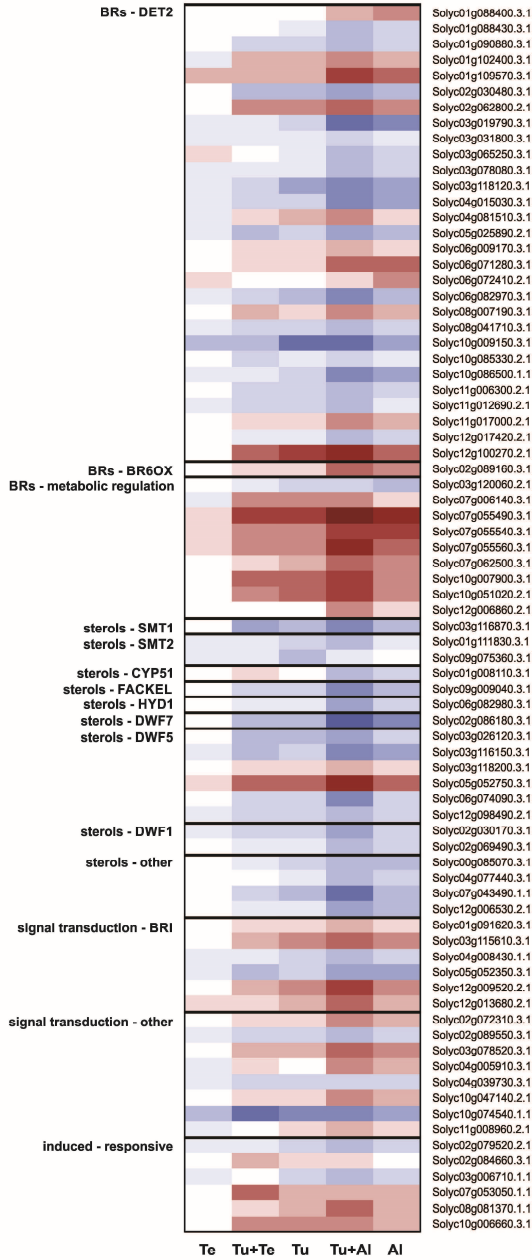 BRs - DET2 Solyc01g088400.3.1
Solyc01g088430.3.1
Solyc01g090880.3.1
Solyc01g102400.3.1
Solyc01g109570.3.1
Solyc02g030480.3.1
Solyc02g062800.2.1
Solyc03g019790.3.1
Solyc03g031800.3.1
Solyc03g065250.3.1
Solyc03g078080.3.1
Solyc03g118120.3.1
Solyc04g015030.3.1
Solyc04g081510.3.1
Solyc05g025890.2.1
Solyc06g009170.3.1
Solyc06g071280.3.1
Solyc06g072410.2.1
Solyc06g082970.3.1
Solyc08g007190.3.1
Solyc08g041710.3.1
Solyc10g009150.3.1
Solyc10g085330.2.1
Solyc10g086500.1.1
Solyc11g006300.2.1
Solyc11g012690.2.1
Solyc11g017000.2.1
Solyc12g017420.2.1
Solyc12g100270.2.1
BRs - BR6OX Solyc02g089160.3.1
BRs - metabolic regulation Solyc03g120060.2.1
Solyc07g006140.3.1
Solyc07g055490.3.1
Solyc07g055540.3.1
Solyc07g055560.3.1
Solyc07g062500.3.1
Solyc10g007900.3.1
Solyc10g051020.2.1
Solyc12g006860.2.1
sterols - SMT1 Solyc03g116870.3.1
sterols - SMT2 Solyc01g111830.3.1
Solyc09g075360.3.1
sterols - CYP51 Solyc01g008110.3.1
sterols - FACKEL Solyc09g009040.3.1
sterols - HYD1 Solyc06g082980.3.1
sterols - DWF7 Solyc02g086180.3.1
sterols - DWF5 Solyc03g026120.3.1
Solyc03g116150.3.1
Solyc03g118200.3.1
Solyc05g052750.3.1
Solyc06g074090.3.1
Solyc12g098490.2.1
sterols - DWF1 Solyc02g030170.3.1
Solyc02g069490.3.1
sterols - other Solyc00g085070.3.1
Solyc04g077440.3.1
Solyc07g043490.1.1
Solyc12g006530.2.1
signal transduction - BRI Solyc01g091620.3.1
Solyc03g115610.3.1
Solyc04g008430.1.1
Solyc05g052350.3.1
Solyc12g009520.2.1
Solyc12g013680.2.1
signal transduction - other Solyc02g072310.3.1
Solyc02g089550.3.1
Solyc03g078520.3.1
Solyc04g005910.3.1
Solyc04g039730.3.1
Solyc10g047140.2.1
Solyc10g074540.1.1
Solyc11g008960.2.1
induced - responsive Solyc02g079520.2.1
Solyc02g084660.3.1
Solyc03g006710.1.1
Solyc07g053050.1.1
Solyc08g081370.1.1
Solyc10g006660.3.1
Te Tu+Te Tu Tu+Al Al